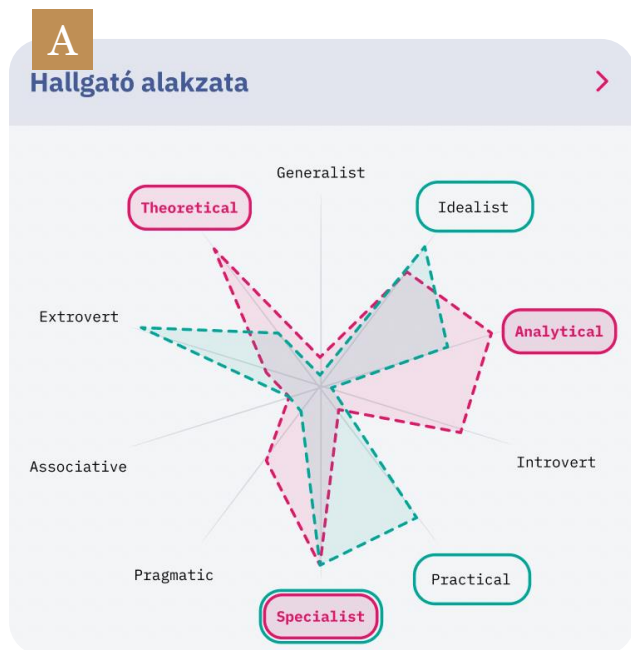 A
Hallgató alakzata
Generalist
Theoretical
Idealist
Extrovert
Analytical
Associative
Introvert
Pragmatic
Practical
Specialist